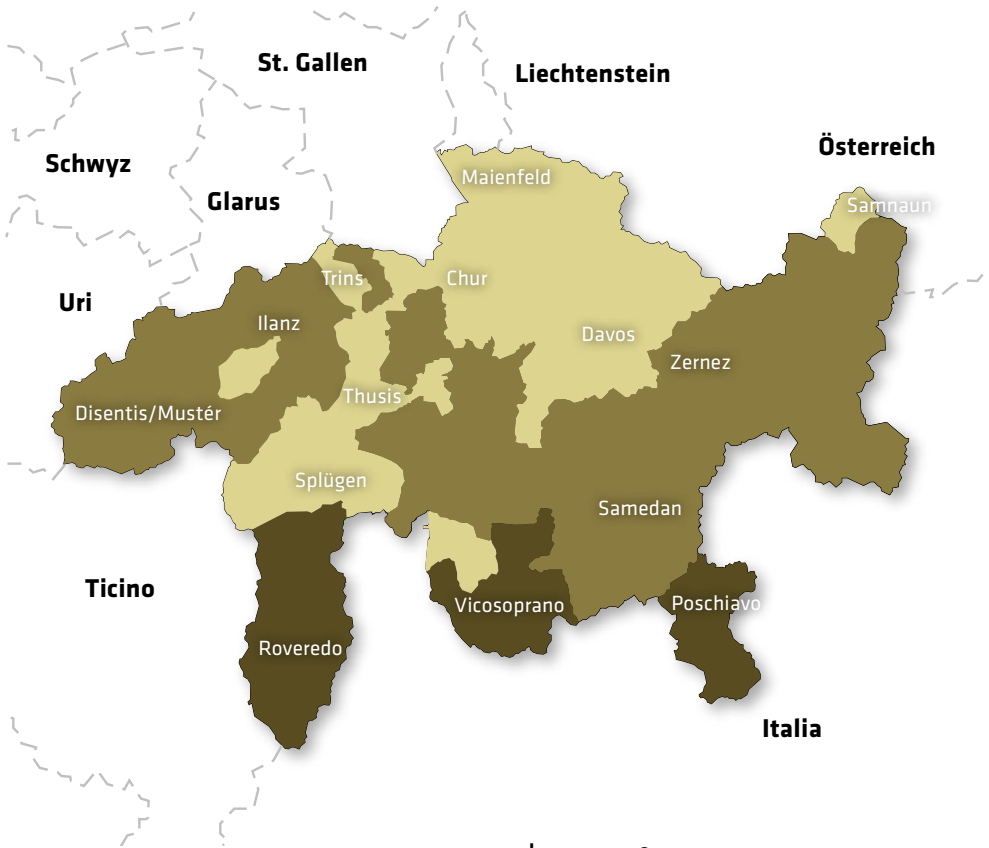 St. Gallen
Liechtenstein
Österreich
Schwyz
Maienfeld
Glarus
Samnaun
Trins
Chur
Uri
Ilanz
Davos
Zernez
Thusis
Disentis/Mustér
Splügen
Samedan
Ticino
Vicosoprano
Poschiavo
Roveredo
Italia